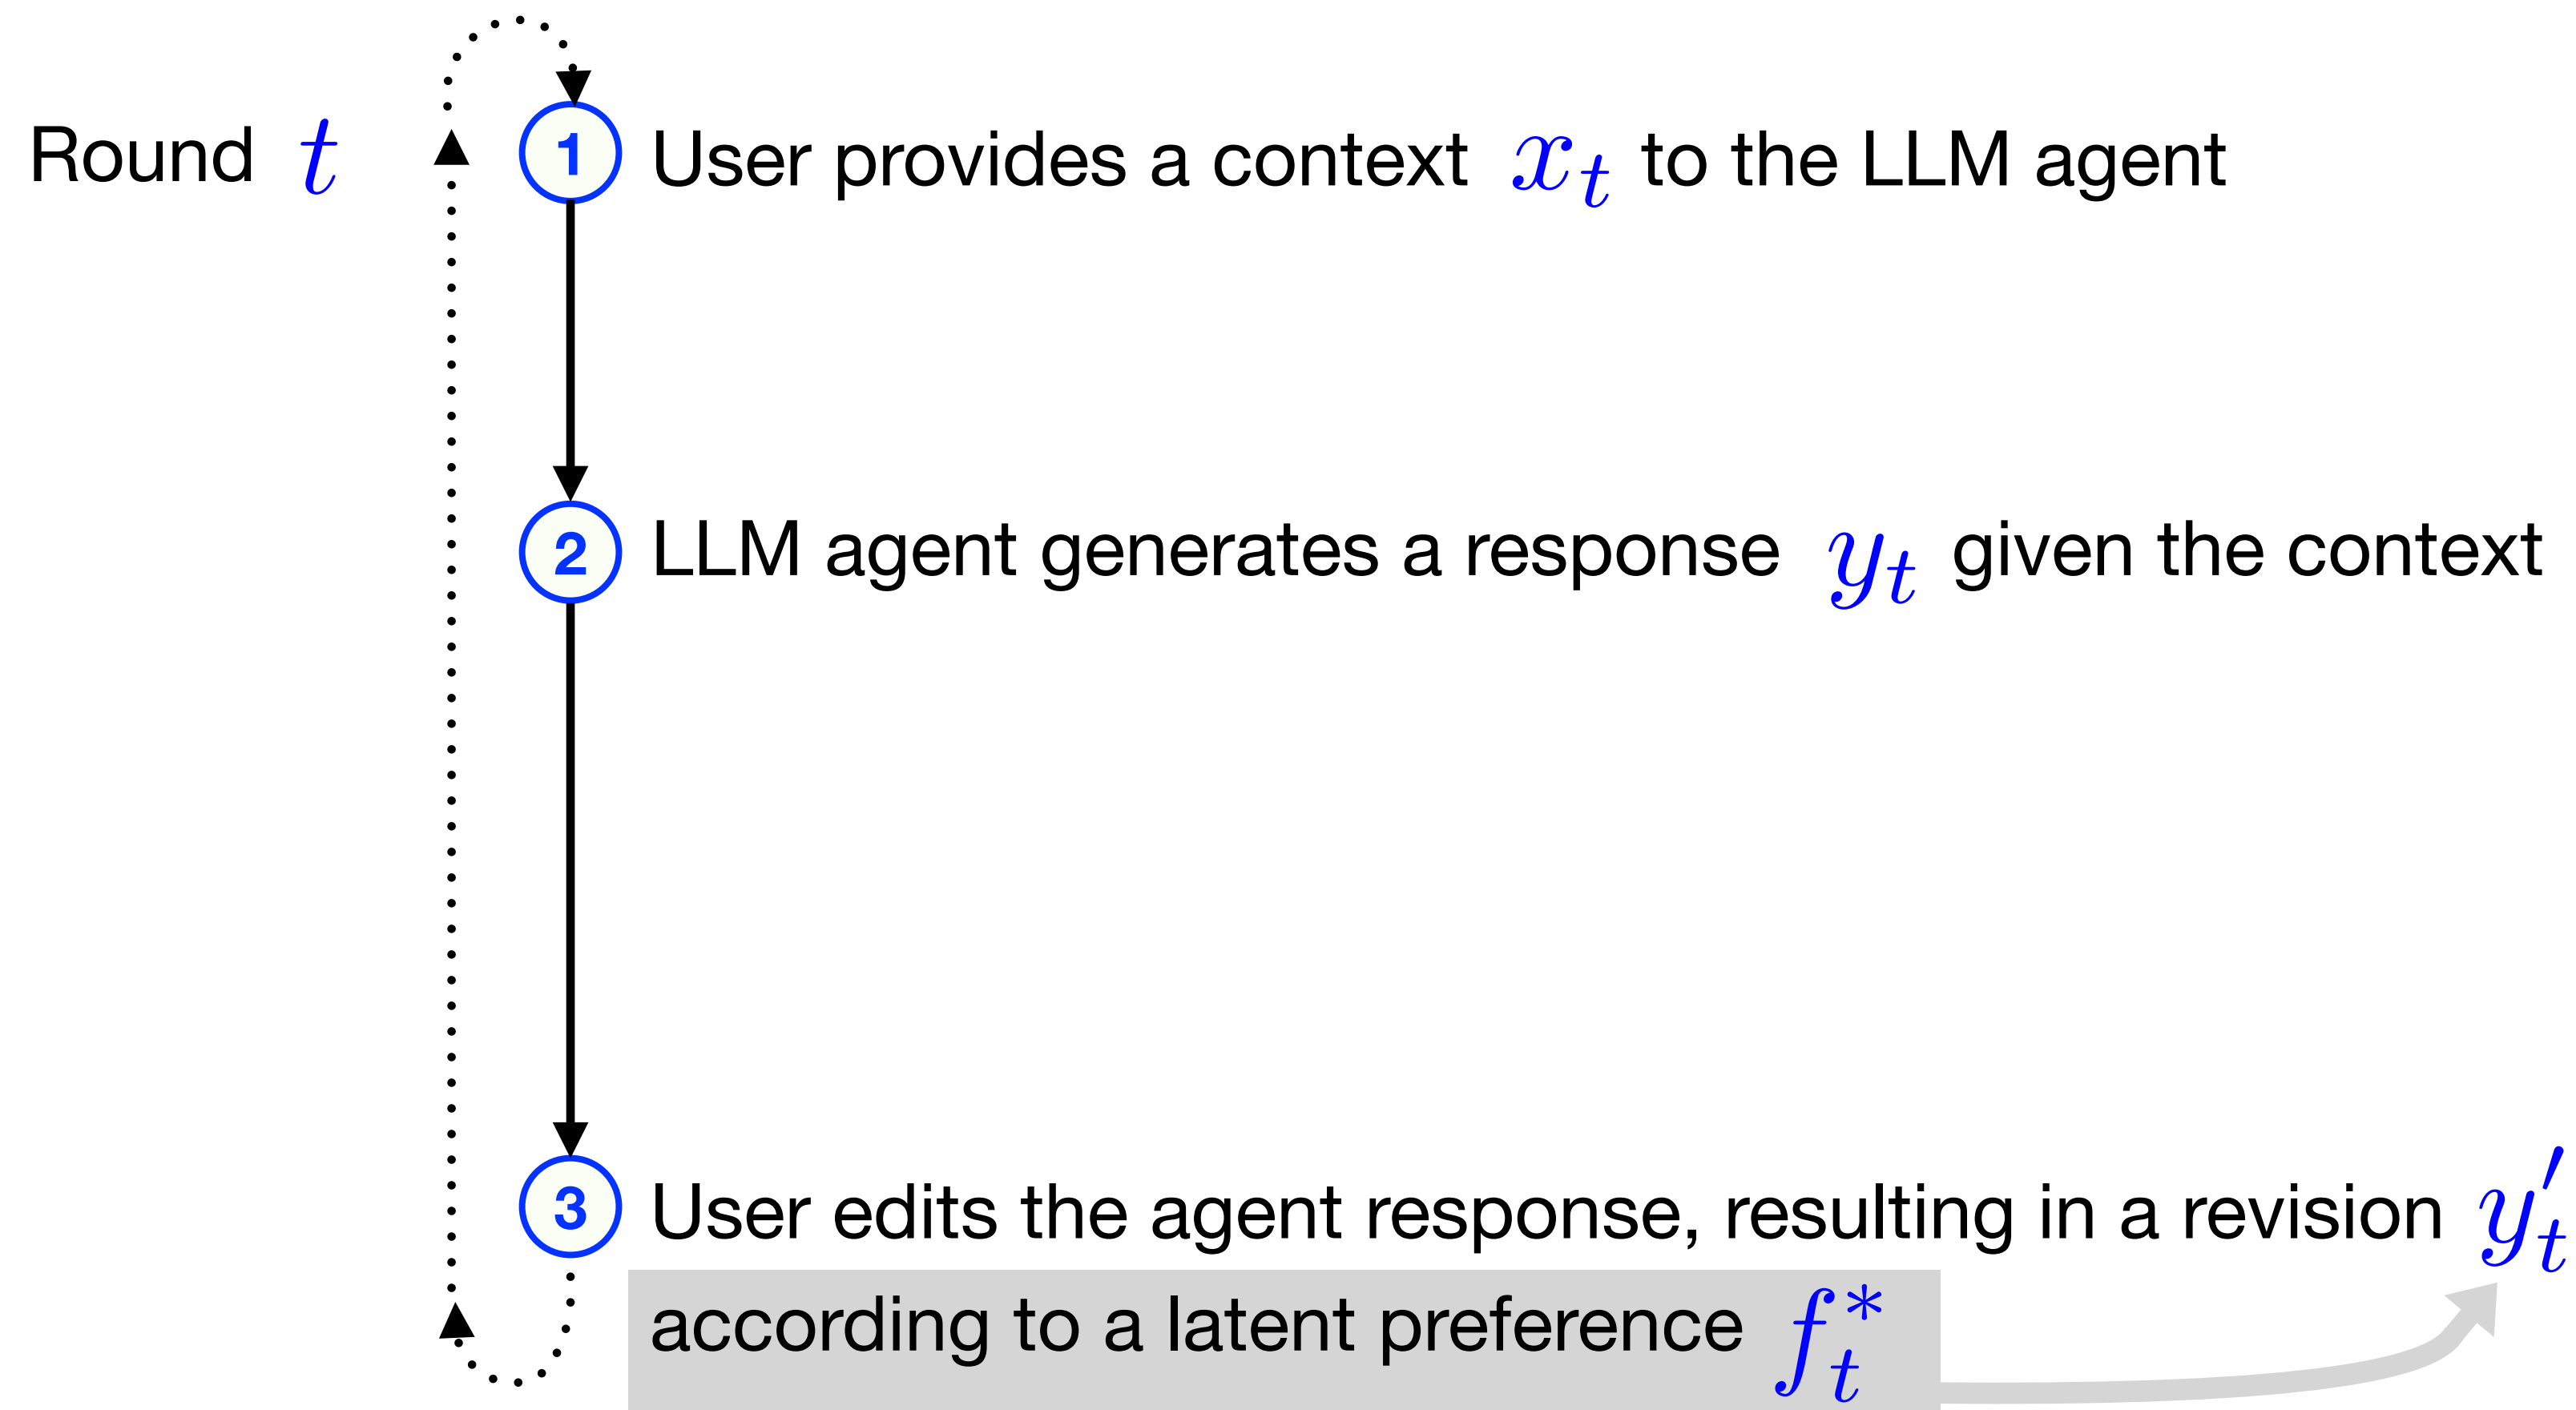 Round t
1 User provides a context x_t to the LLM agent
2 LLM agent generates a response y_t given the context
3 User edits the agent response, resulting in a revision y'_t
according to a latent preference f*_t